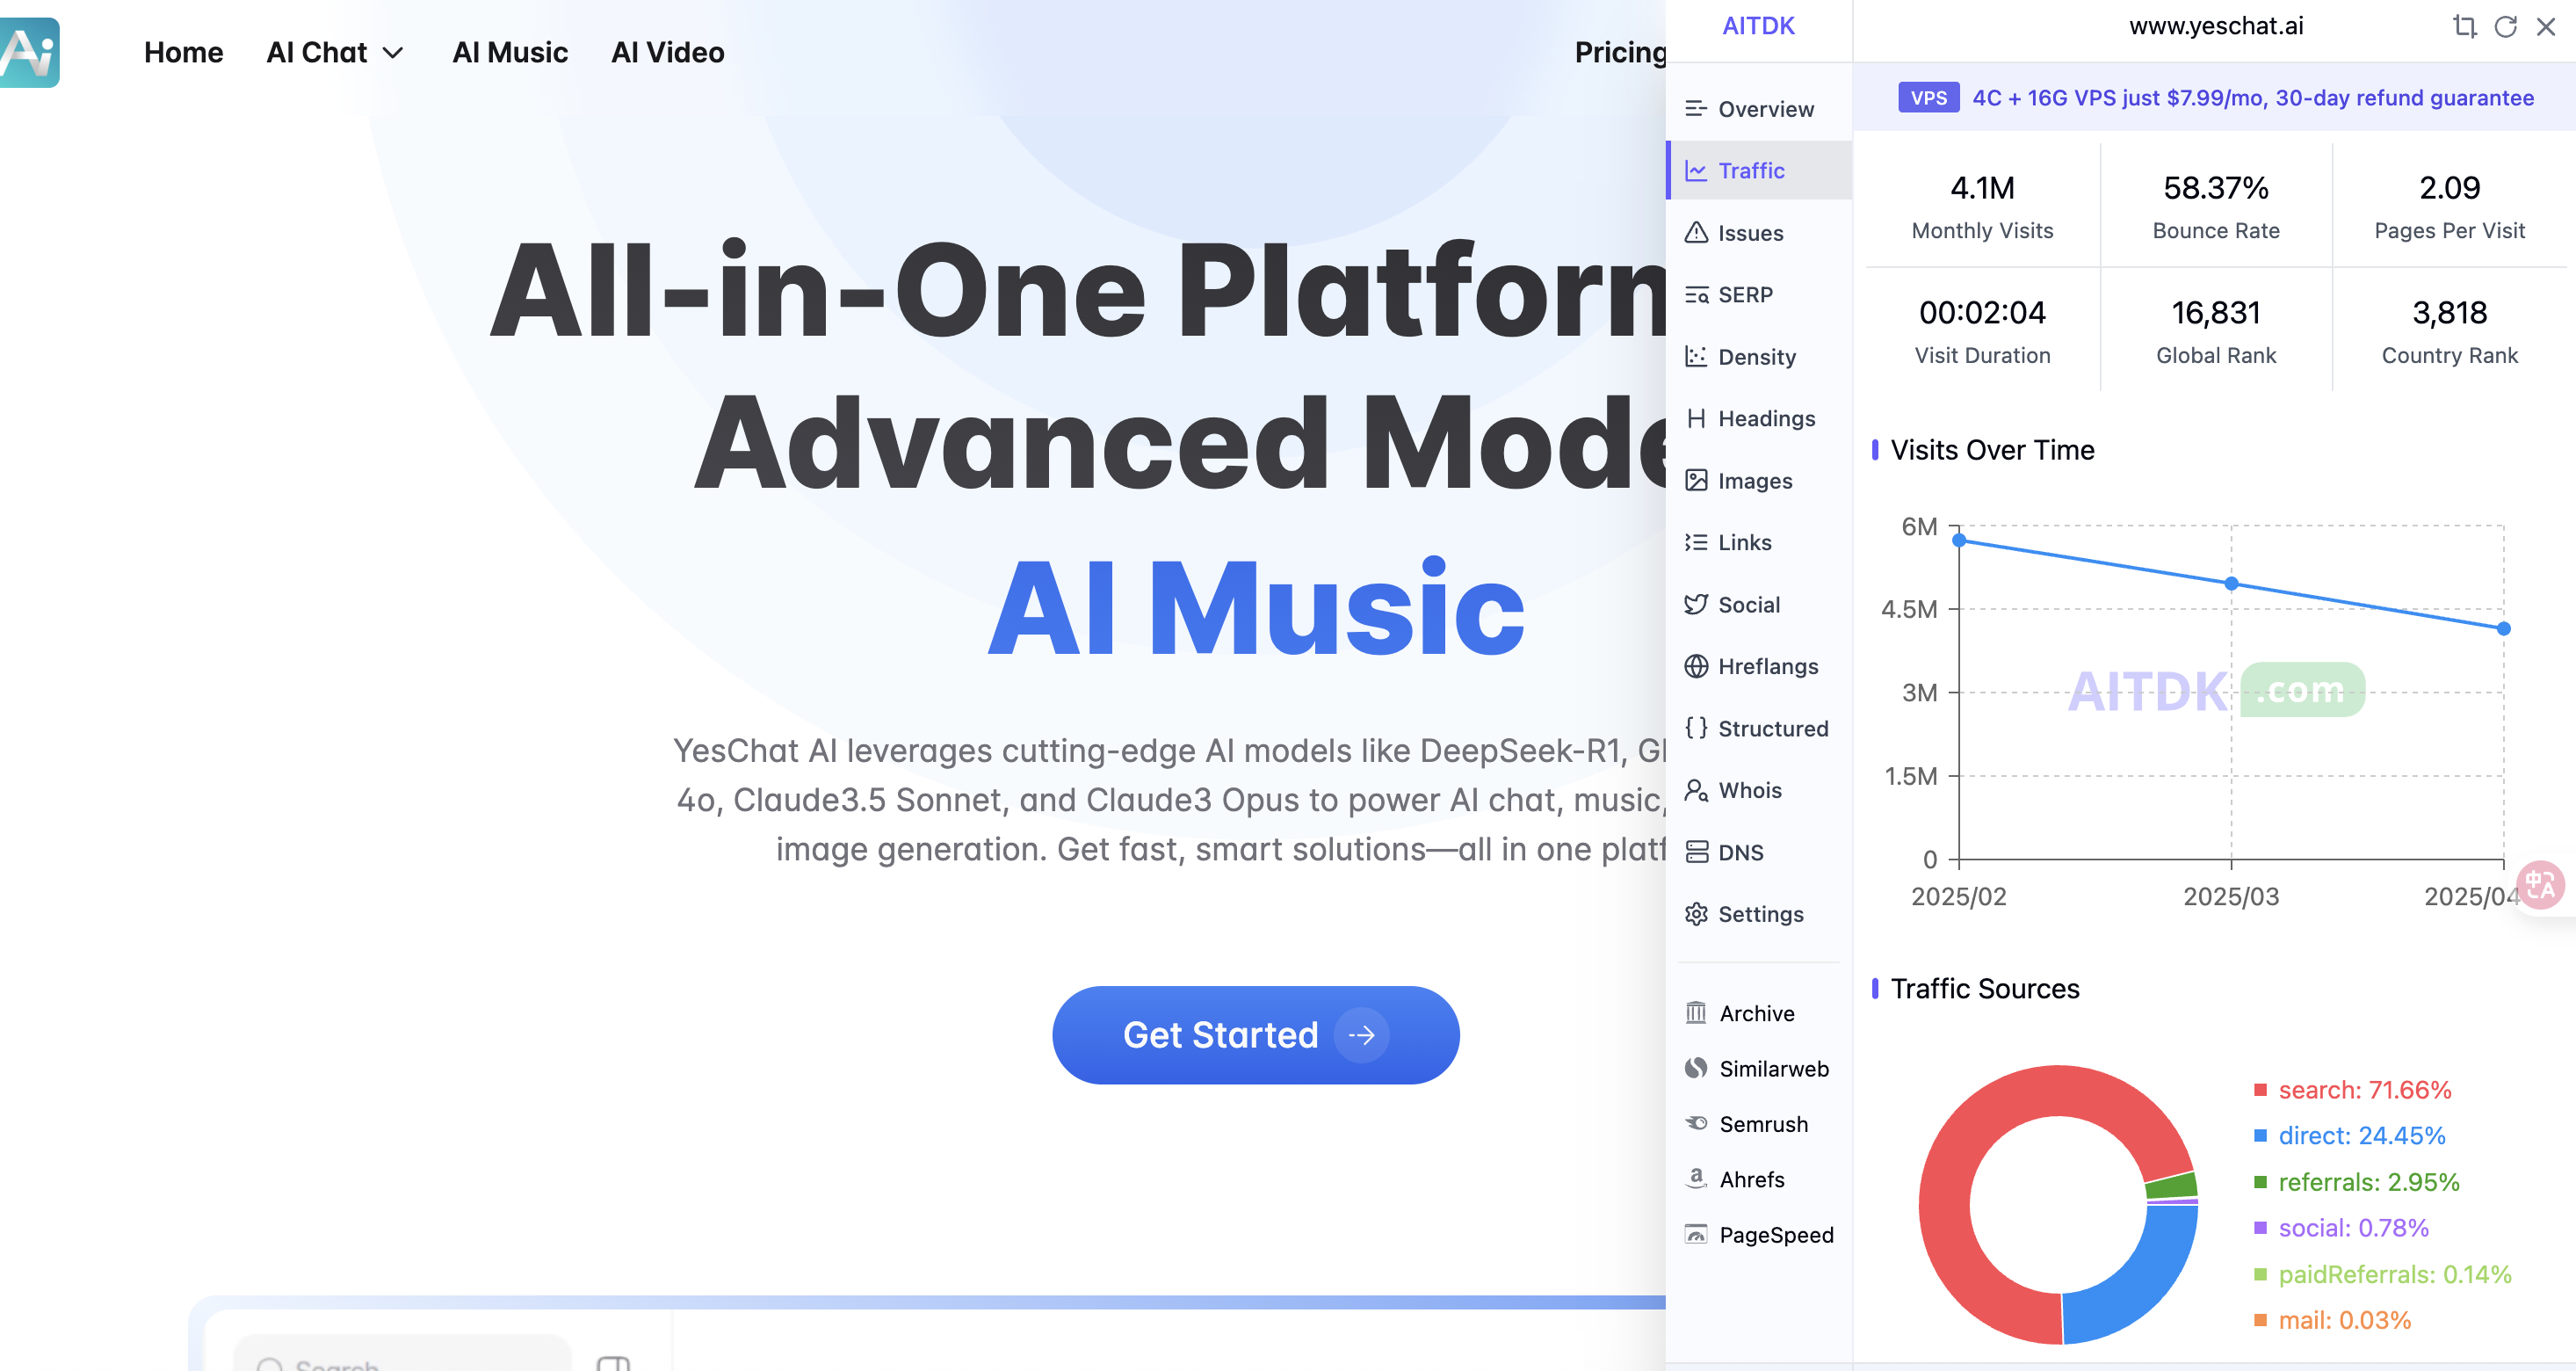 Ai
Home
AI Chat
AI Music
AI Video
Pricing
All-in-One Platform
Advanced Mode
AI Music
YesChat AI leverages cutting-edge AI models like DeepSeek-R1,
4o, Claude3.5 Sonnet, and Claude3 Opus to power AI chat, music,
image generation. Get fast, smart solutions—all in one platf
Get Started
Search
AITDK
Overview
Traffic
Issues
SERP
Density
Headings
Images
Links
Social
Hreflangs
Structured
Whois
DNS
Settings
Archive
Similarweb
Semrush
Ahrefs
PageSpeed
www.yeschat.ai
VPS 4C + 16G VPS just $7.99/mo, 30-day refund guarantee
4.1M
Monthly Visits
58.37%
Bounce Rate
2.09
Pages Per Visit
00:02:04
Visit Duration
16,831
Global Rank
3,818
Country Rank
Visits Over Time
6M
4.5M
3M
1.5M
0
AITDK .com
2025/02
2025/03
2025/04
中A
Traffic Sources
search: 71.66%
direct: 24.45%
referrals: 2.95%
social: 0.78%
paidReferrals: 0.14%
mail: 0.03%